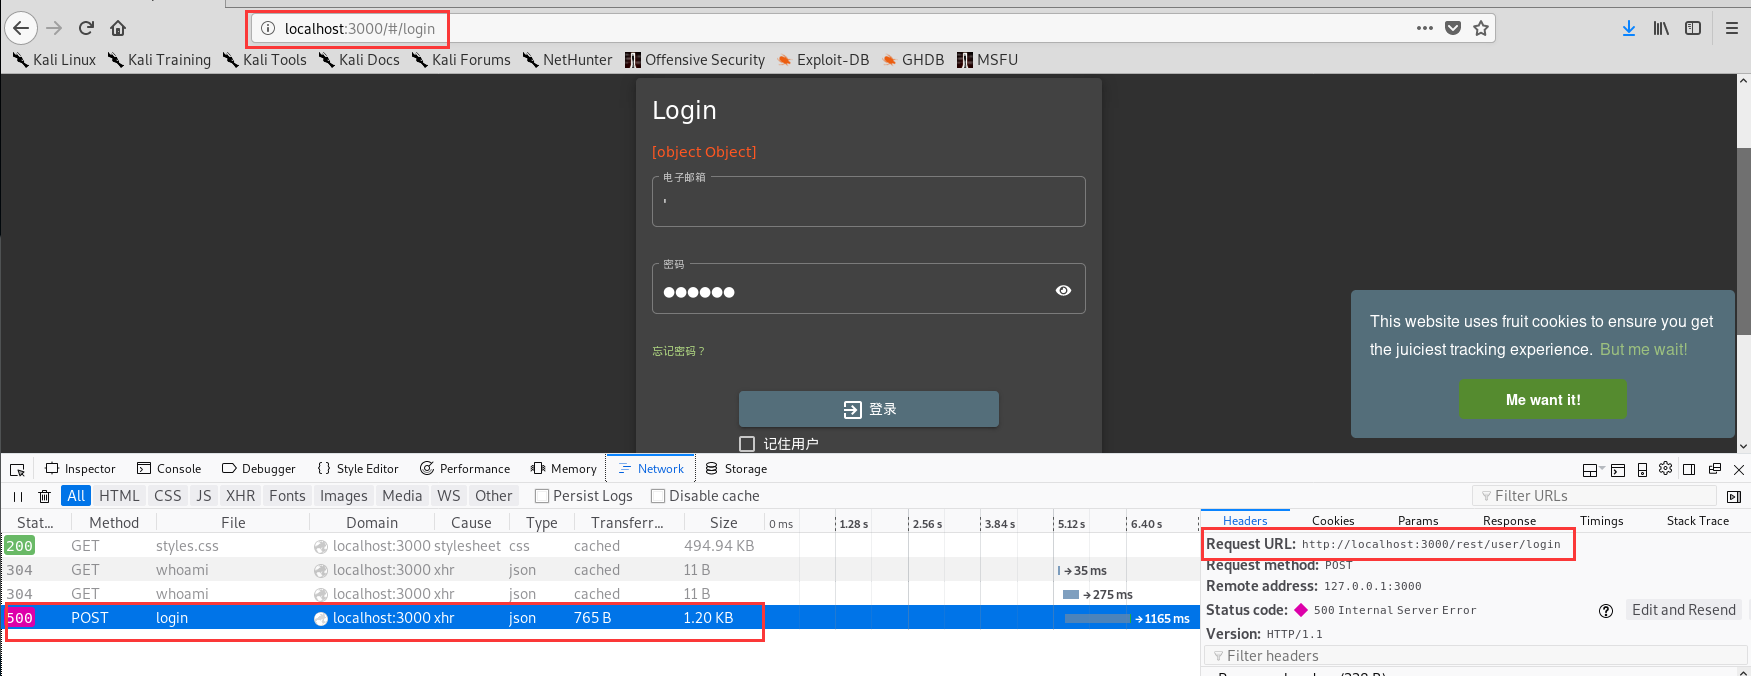 localhost:3000/#/login
Kali Linux Kali Training Kali Tools Kali Docs Kali Forums NetHunter Offensive Security Exploit-DB GHDB MSFU
Login
[object Object]
电子邮箱
'
密码
●●●●●●
忘记密码？
登录
记住用户
This website uses fruit cookies to ensure you get
the juiciest tracking experience. But me wait!
Me want it!
Inspector Console Debugger Style Editor Performance Memory Network Storage
All HTML CSS JS XHR Fonts Images Media WS Other Persist Logs Disable cache Filter URLs
Stat… Method File Domain Cause Type Transferr… Size 0 ms 1.28 s 2.56 s 3.84 s 5.12 s 6.40 s
200 GET styles.css localhost:3000 stylesheet css cached 494.94 KB
304 GET whoami localhost:3000 xhr json cached 11 B → 35 ms
304 GET whoami localhost:3000 xhr json cached 11 B → 275 ms
500 POST login localhost:3000 xhr json 765 B 1.20 KB → 1165 ms
Headers Cookies Params Response Timings Stack Trace
Request URL: http://localhost:3000/rest/user/login
Request method: POST
Remote address: 127.0.0.1:3000
Status code: 500 Internal Server Error Edit and Resend
Version: HTTP/1.1
Filter headers